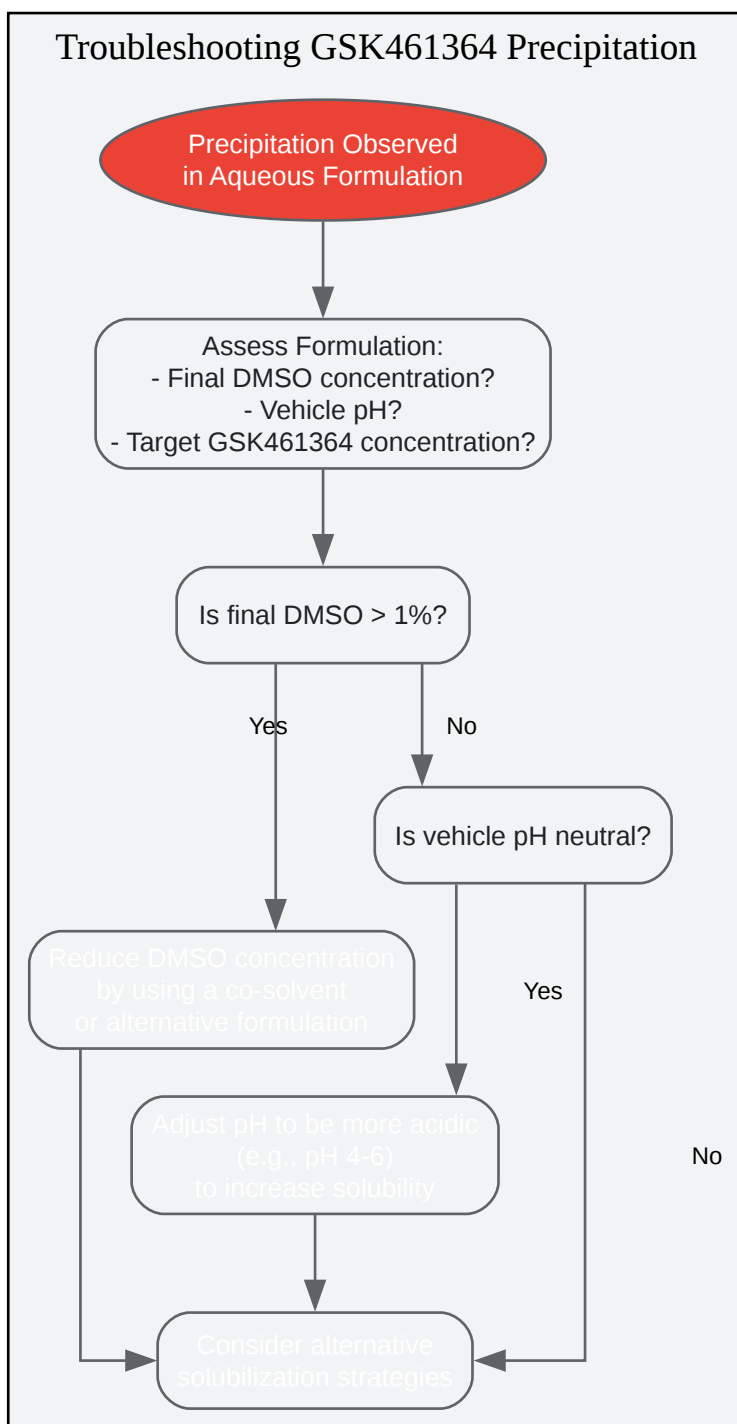 Troubleshooting GSK461364 Precipitation
Precipitation Observed
in Aqueous Formulation
Assess Formulation:
- Final DMSO concentration?
- Vehicle pH?
- Target GSK461364 concentration?
Is final DMSO > 1%?
Yes
No
Is vehicle pH neutral?
Reduce DMSO concentration
by using a co-solvent
or alternative formulation
Yes
Adjust pH to be more acidic
(e.g., pH 4-6)
to increase solubility
No
Consider alternative
solubilization strategies